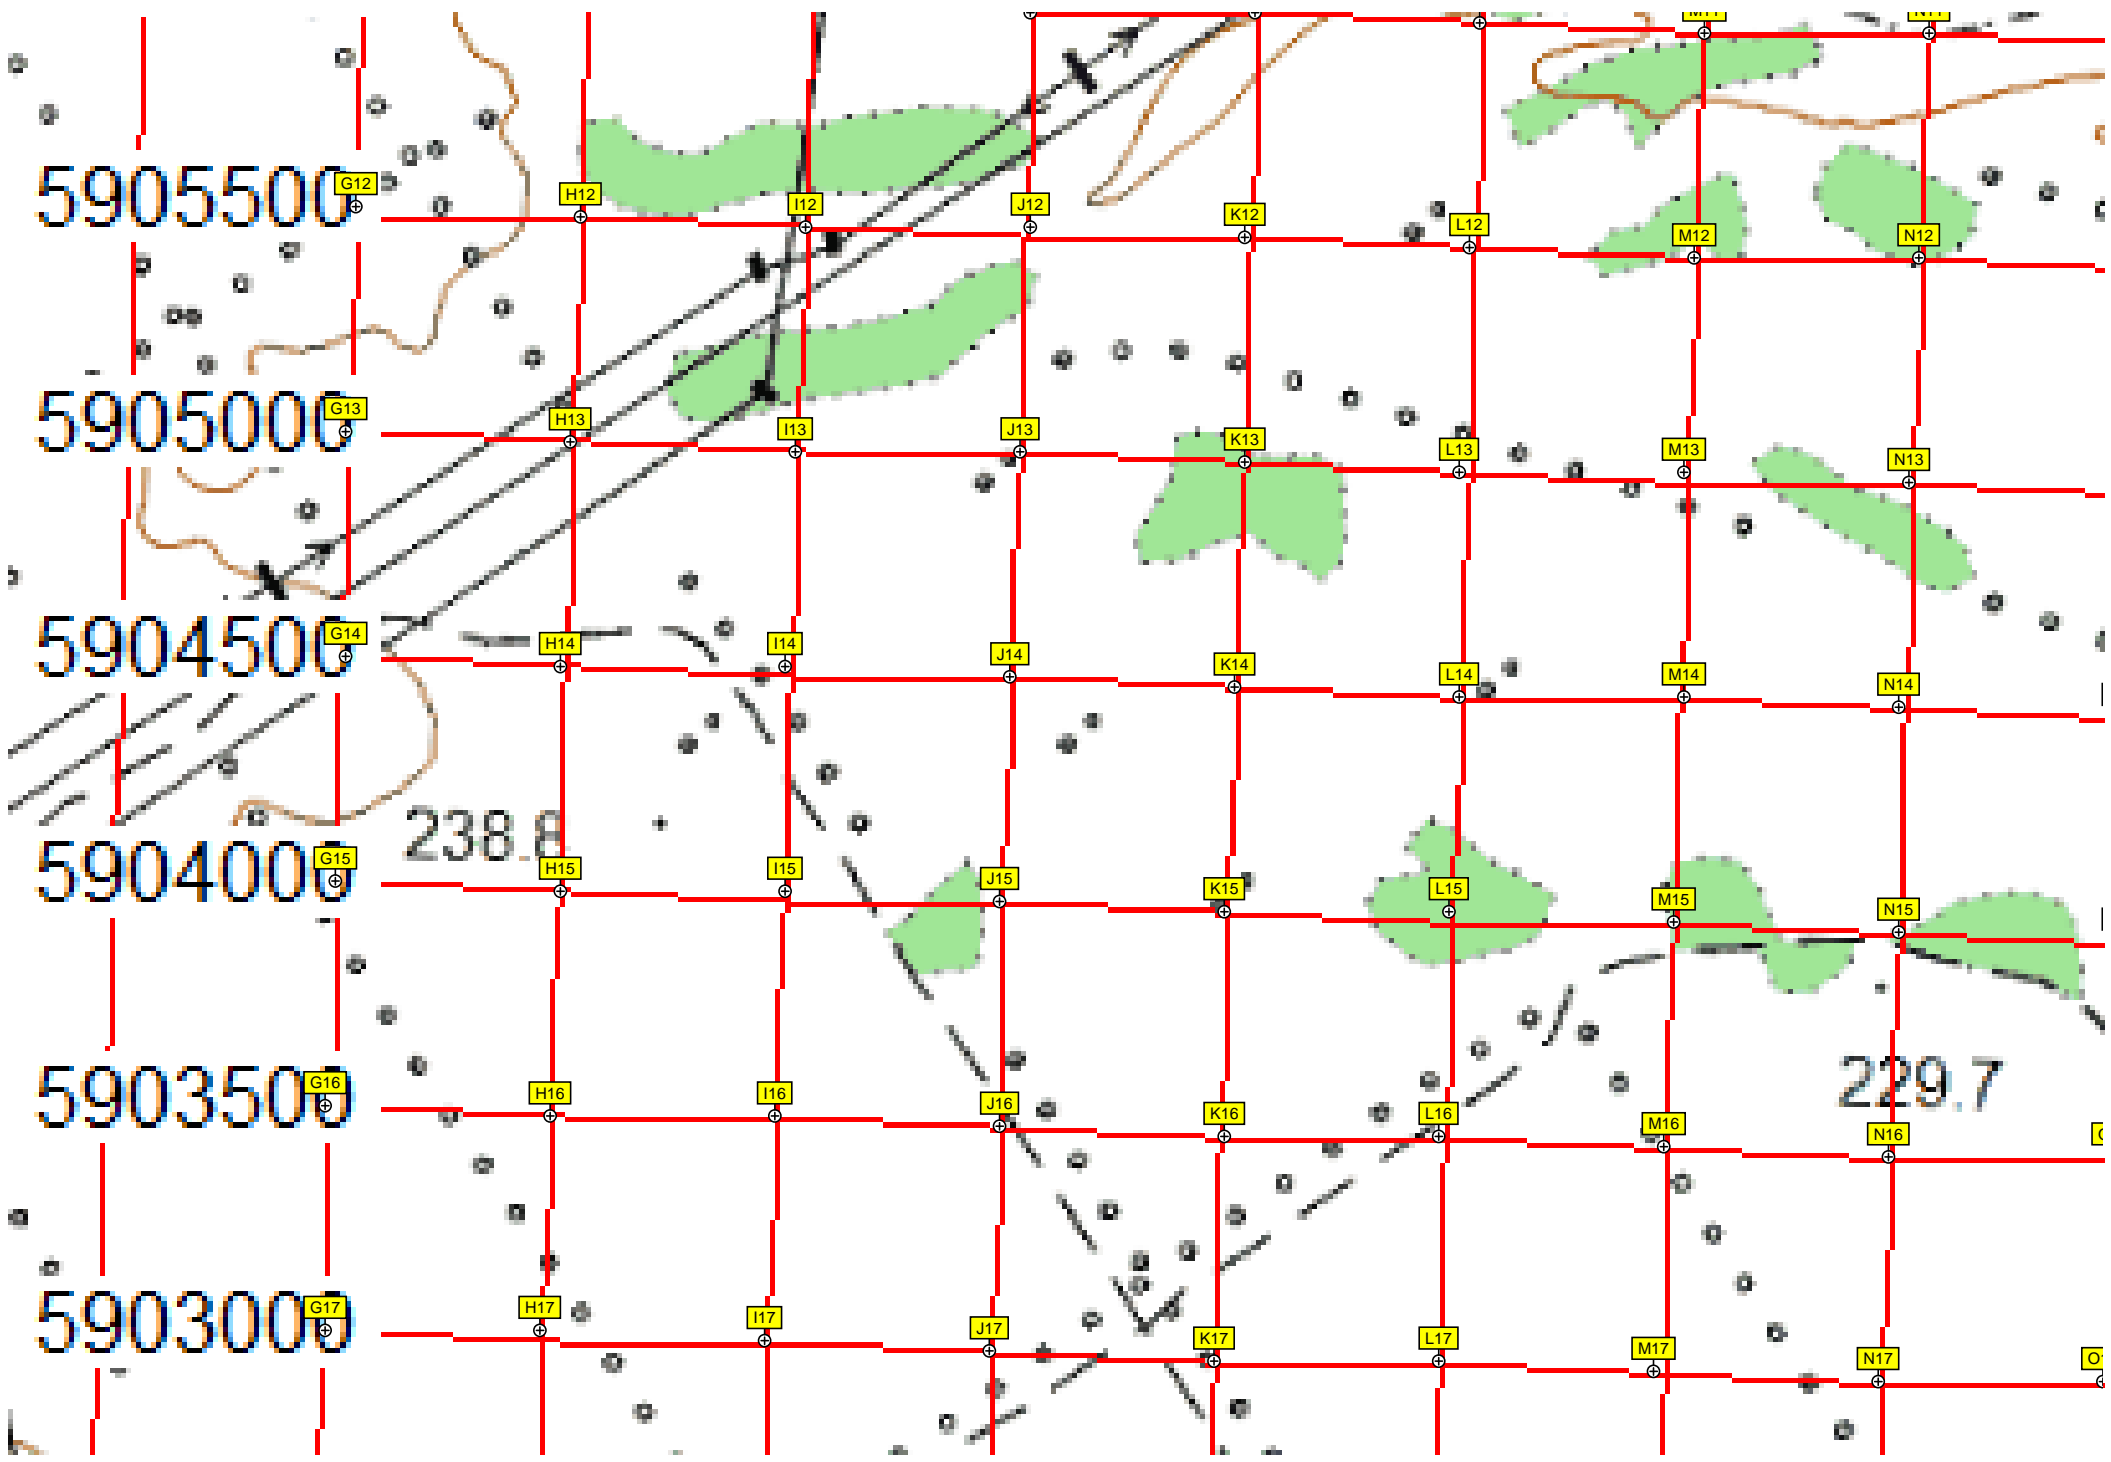 M11 N11
5905500 G12 H12 I12 J12 K12 L12 M12 N12
5905000 G13 H13 I13 J13 K13 L13 M13 N13
5904500 G14 H14 I14 J14 K14 L14 M14 N14
238.8
5904000 G15 H15 I15 J15 K15 L15 M15 N15
229.7
5903500 G16 H16 I16 J16 K16 L16 M16 N16
5903000 G17 H17 I17 J17 K17 L17 M17 N17